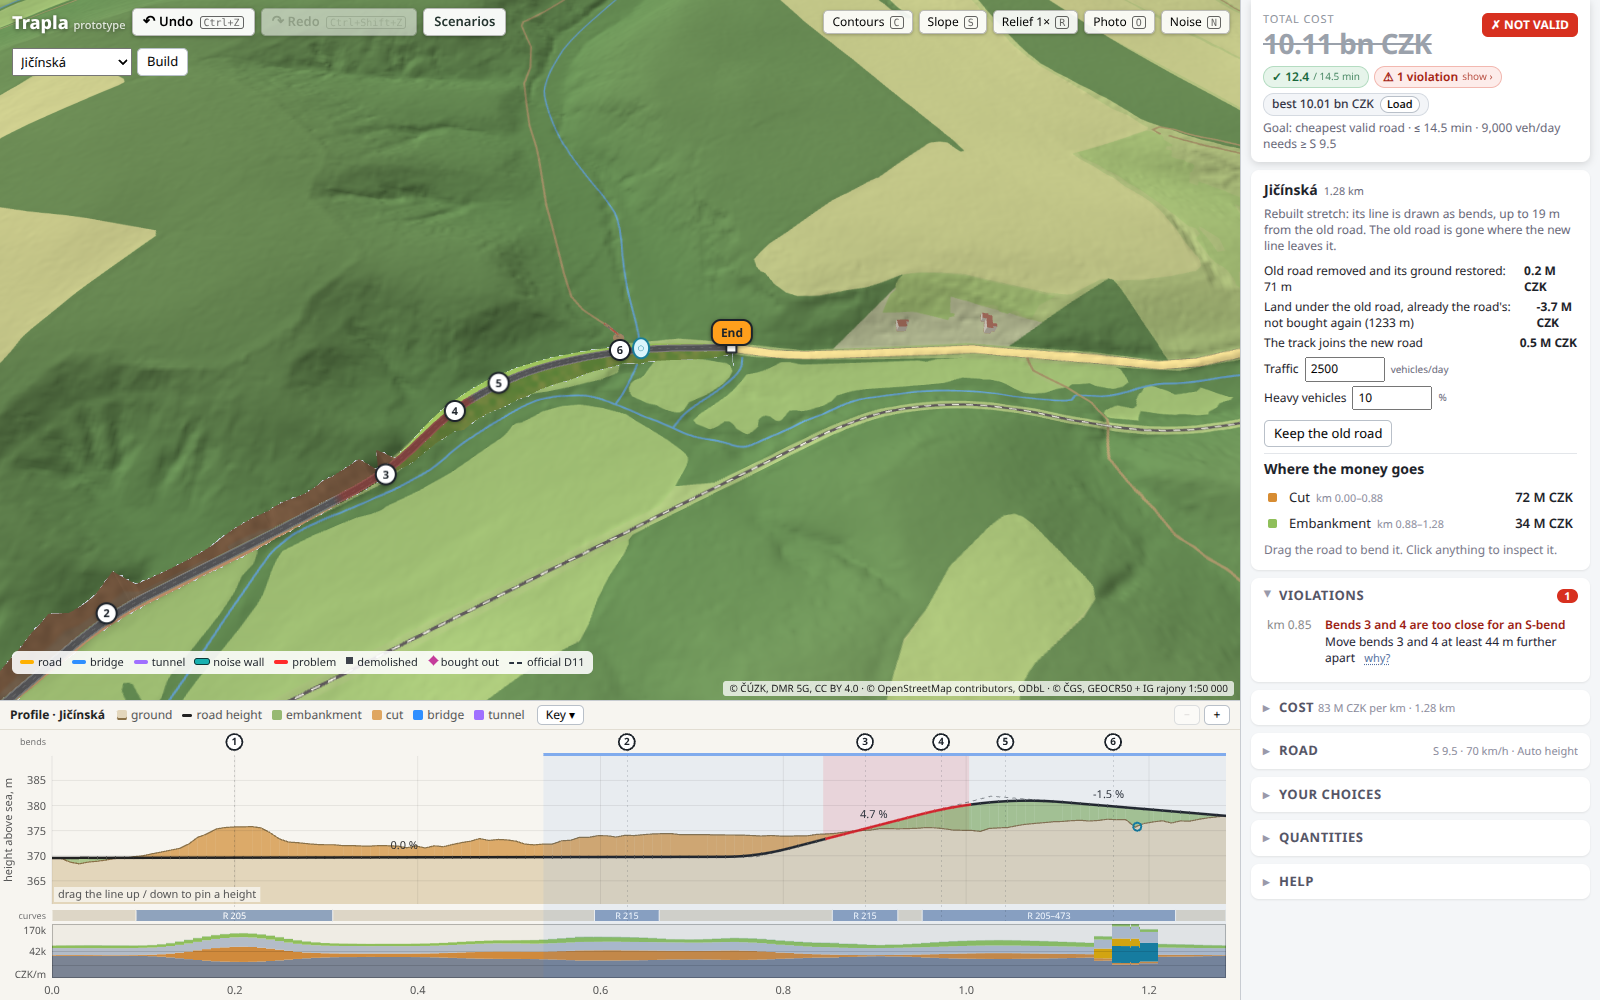 Trapla prototype
↶ Undo Ctrl+Z
↷ Redo Ctrl+Shift+Z
Scenarios
Contours C
Slope S
Relief 1× R
Photo O
Noise N
Jičínská
Build
End
6
5
4
3
2
road
bridge
tunnel
noise wall
problem
demolished
bought out
official D11
© ČÚZK, DMR 5G, CC BY 4.0 · © OpenStreetMap contributors, ODbL · © ČGS, GEOCR50 + IG rajony 1:50 000
Profile · Jičínská
ground
road height
embankment
cut
bridge
tunnel
Key ▾
−
+
bends
1
2
3
4
5
6
height above sea, m
385
380
375
370
365
0.0 %
4.7 %
-1.5 %
drag the line up / down to pin a height
curves
R 205
R 215
R 215
R 205–473
170k
42k
CZK/m
0.0
0.2
0.4
0.6
0.8
1.0
1.2
TOTAL COST
10.11 bn CZK
✗ NOT VALID
✓ 12.4 / 14.5 min
⚠ 1 violation show ›
best 10.01 bn CZK Load
Goal: cheapest valid road · ≤ 14.5 min · 9,000 veh/day
needs ≥ S 9.5
Jičínská 1.28 km
Rebuilt stretch: its line is drawn as bends, up to 19 m
from the old road. The old road is gone where the new
line leaves it.
Old road removed and its ground restored: 0.2 M
71 m CZK
Land under the old road, already the road's: -3.7 M
not bought again (1233 m) CZK
The track joins the new road 0.5 M CZK
Traffic 2500 vehicles/day
Heavy vehicles 10 %
Keep the old road
Where the money goes
Cut km 0.00–0.88 72 M CZK
Embankment km 0.88–1.28 34 M CZK
Drag the road to bend it. Click anything to inspect it.
▼ VIOLATIONS 1
km 0.85 Bends 3 and 4 are too close for an S-bend
Move bends 3 and 4 at least 44 m further
apart why?
▶ COST 83 M CZK per km · 1.28 km
▶ ROAD S 9.5 · 70 km/h · Auto height
▶ YOUR CHOICES
▶ QUANTITIES
▶ HELP